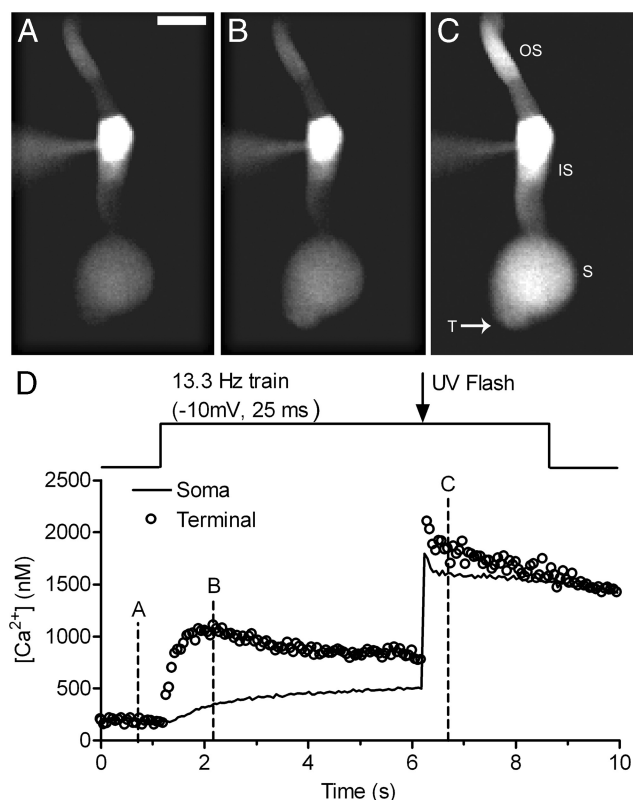 A
B
C
OS
IS
S
T
D
13.3 Hz train
(-10mV, 25 ms)
UV Flash
2500
2000
1500
1000
500
0
[Ca2+] (nM)
Soma
Terminal
A
B
C
0
2
4
6
8
10
Time (s)